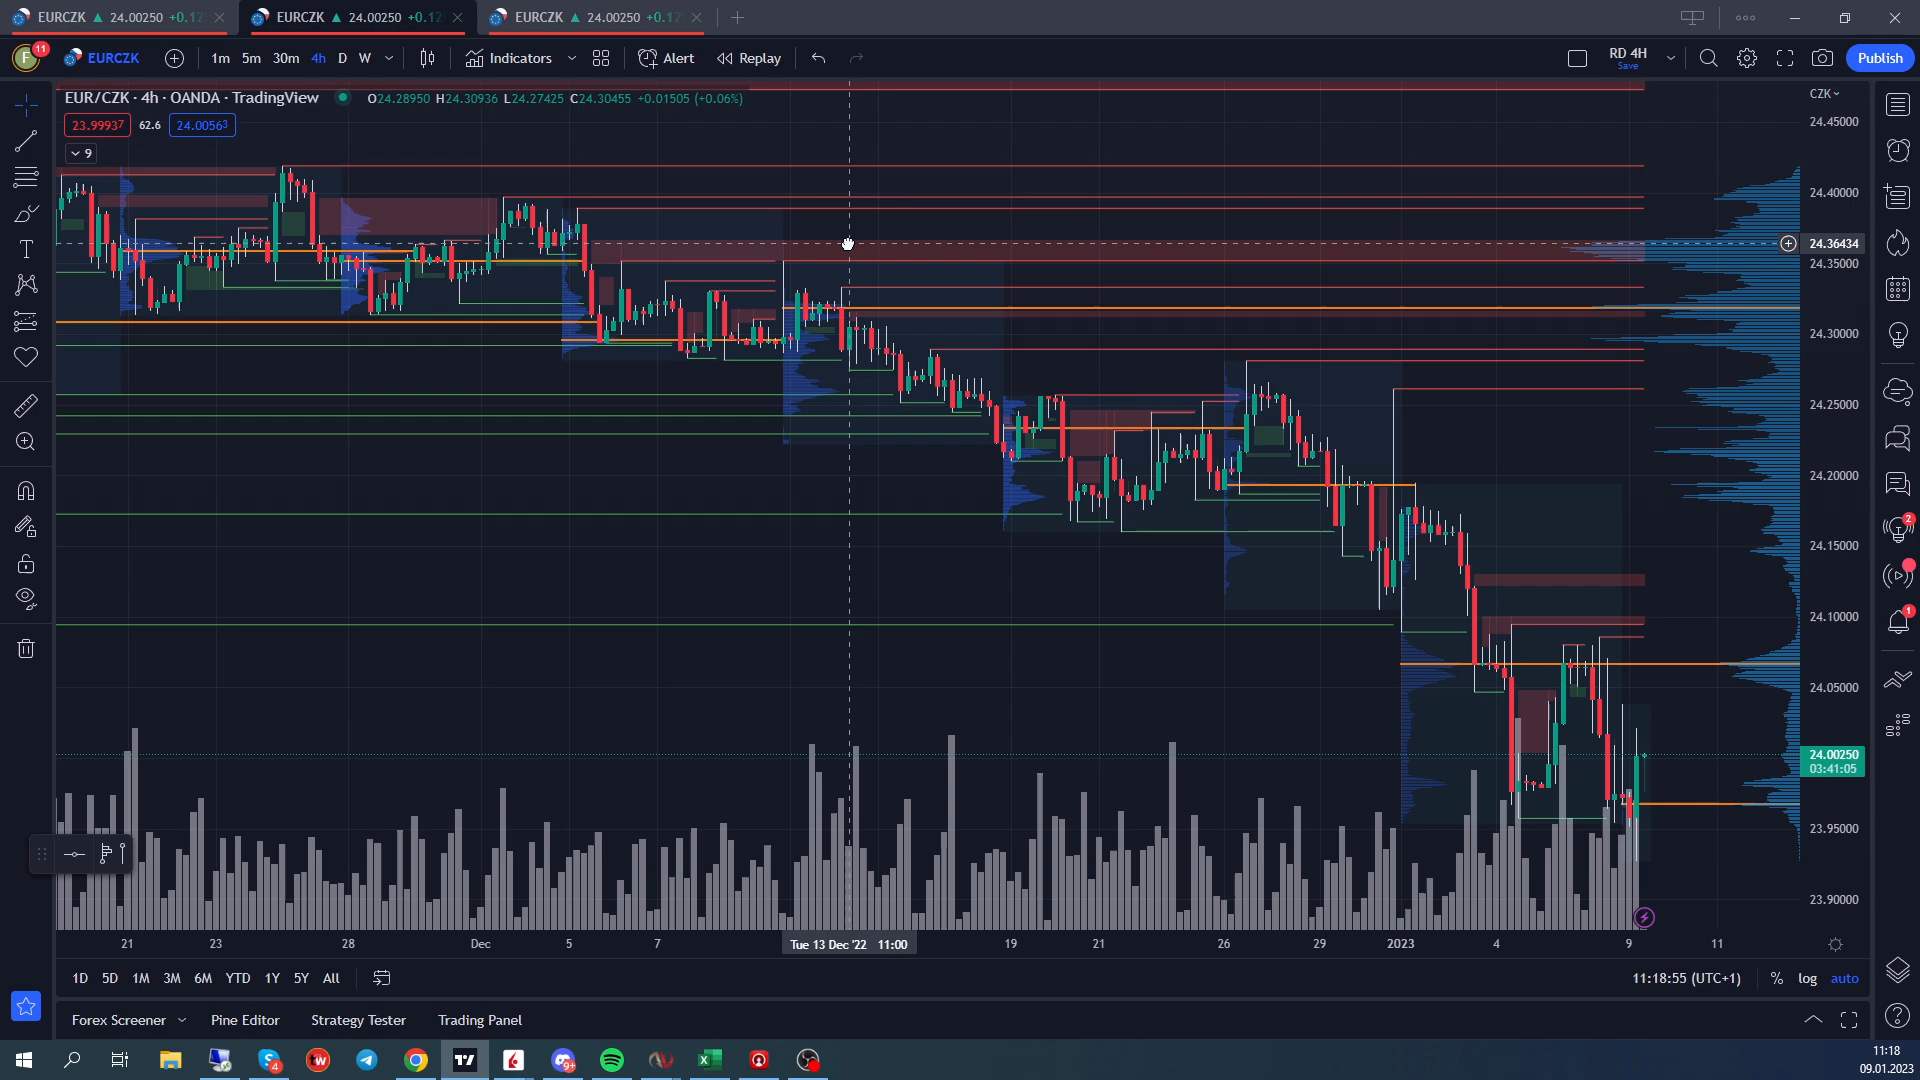 EURCZK ▲ 24.00250 +0.12
EURCZK ▲ 24.00250 +0.12
EURCZK ▲ 24.00250 +0.12
F 11
EURCZK
1m 5m 30m 4h D W
Indicators
Alert
Replay
RD 4H
Save
Publish
EUR/CZK · 4h · OANDA · TradingView
O24.28950 H24.30936 L24.27425 C24.30455 +0.01505 (+0.06%)
CZK
23.99937 62.6 24.00563
9
24.45000
24.40000
24.36434
24.35000
24.30000
24.25000
24.20000
24.15000
24.10000
24.05000
24.00250
03:41:05
23.95000
23.90000
2
1
21 23 28 Dec 5 7 Tue 13 Dec '22 11:00 19 21 26 29 2023 4 9 11
1D 5D 1M 3M 6M YTD 1Y 5Y All
11:18:55 (UTC+1) % log auto
Forex Screener Pine Editor Strategy Tester Trading Panel
4
tw
9+
11:18
09.01.2023